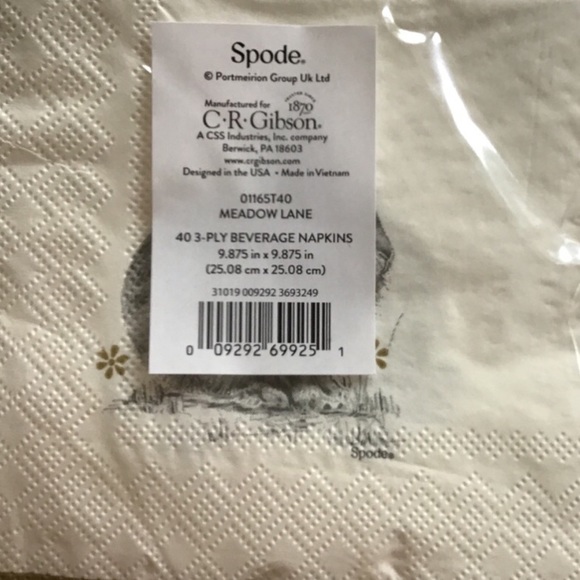 Spode®
© Portmeirion Group Uk Ltd
Manufactured for
1870
C·R·Gibson®
A CSS Industries, Inc. company
Berwick, PA 18603
www.crgibson.com
Designed in the USA • Made in Vietnam
01165T40
MEADOW LANE
40 3-PLY BEVERAGE NAPKINS
9.875 in x 9.875 in
(25.08 cm x 25.08 cm)
31019 009292 3693249
0 09292 69925 1
Spode®